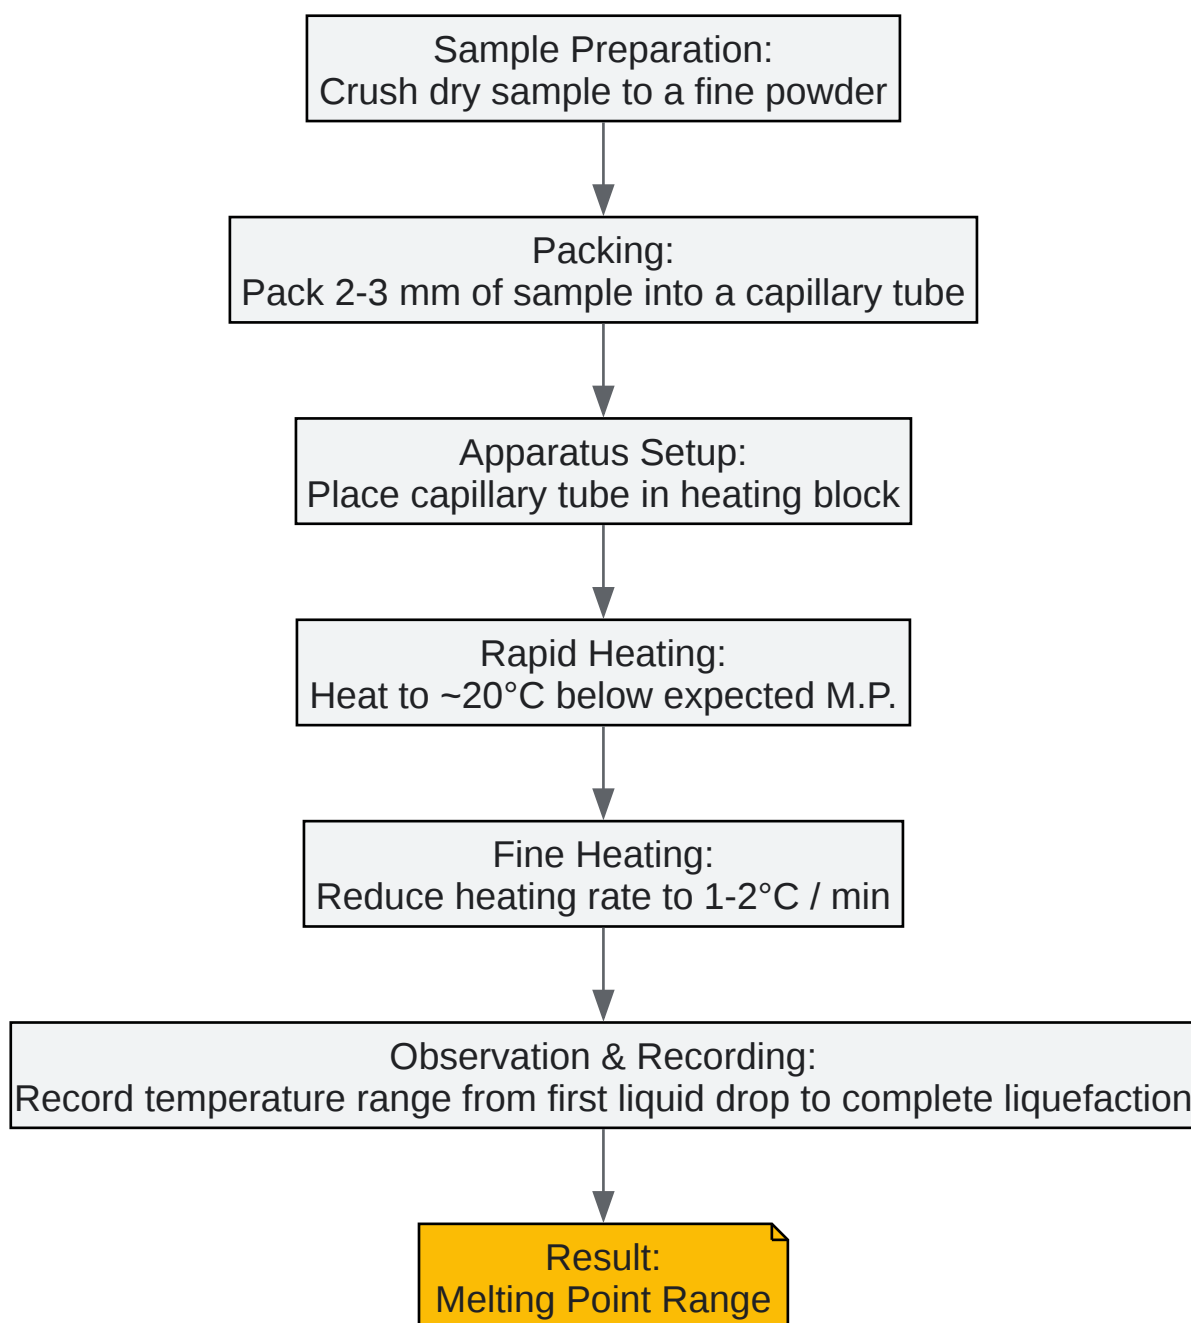 Sample Preparation:
Crush dry sample to a fine powder
Packing:
Pack 2-3 mm of sample into a capillary tube
Apparatus Setup:
Place capillary tube in heating block
Rapid Heating:
Heat to ~20°C below expected M.P.
Fine Heating:
Reduce heating rate to 1-2°C / min
Observation & Recording:
Record temperature range from first liquid drop to complete liquefaction
Result:
Melting Point Range